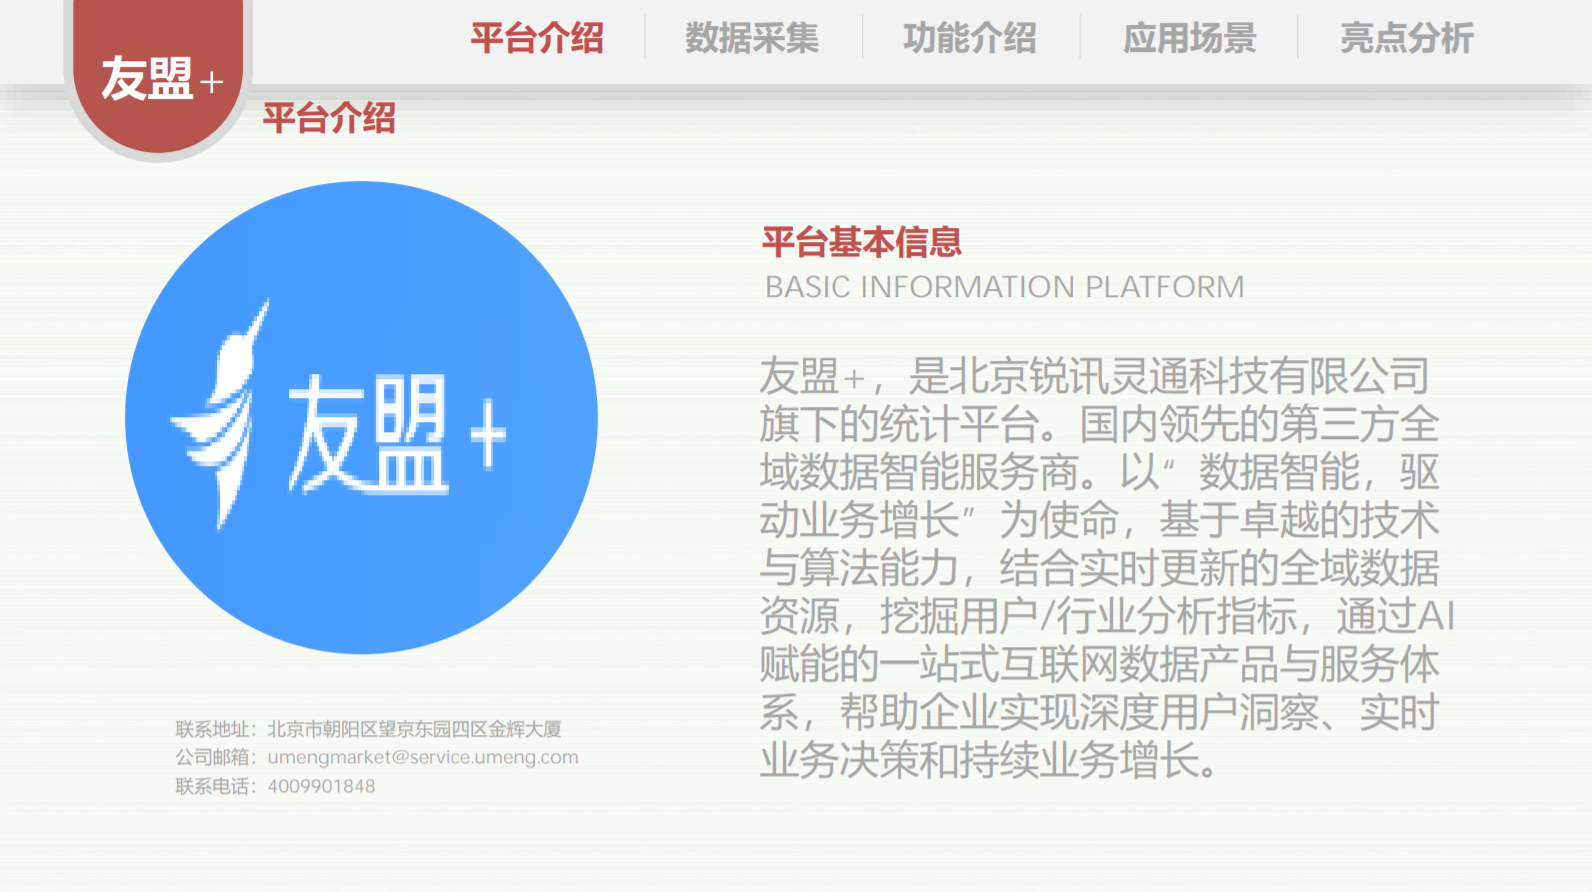 友盟+
平台介绍
数据采集
功能介绍
应用场景
亮点分析
平台介绍
友盟+
平台基本信息
BASIC INFORMATION PLATFORM
友盟+，是北京锐讯灵通科技有限公司
旗下的统计平台。国内领先的第三方全
域数据智能服务商。以“数据智能，驱
动业务增长”为使命，基于卓越的技术
与算法能力，结合实时更新的全域数据
资源，挖掘用户/行业分析指标，通过AI
赋能的一站式互联网数据产品与服务体
系，帮助企业实现深度用户洞察、实时
业务决策和持续业务增长。
联系地址：北京市朝阳区望京东园四区金辉大厦
公司邮箱：umengmarket@service.umeng.com
联系电话：4009901848